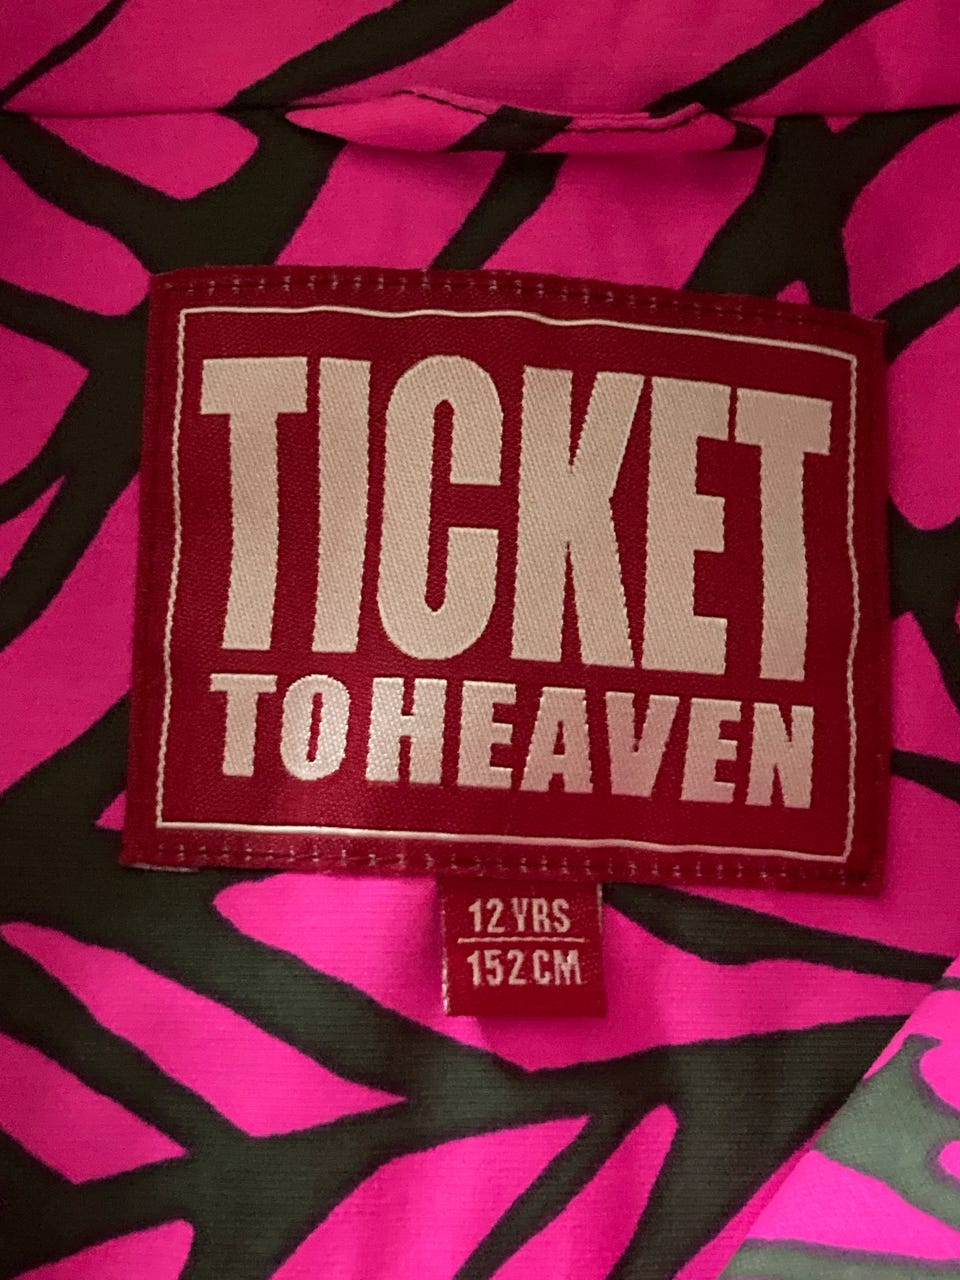 TICKET
TO HEAVEN
12 YRS
152 CM